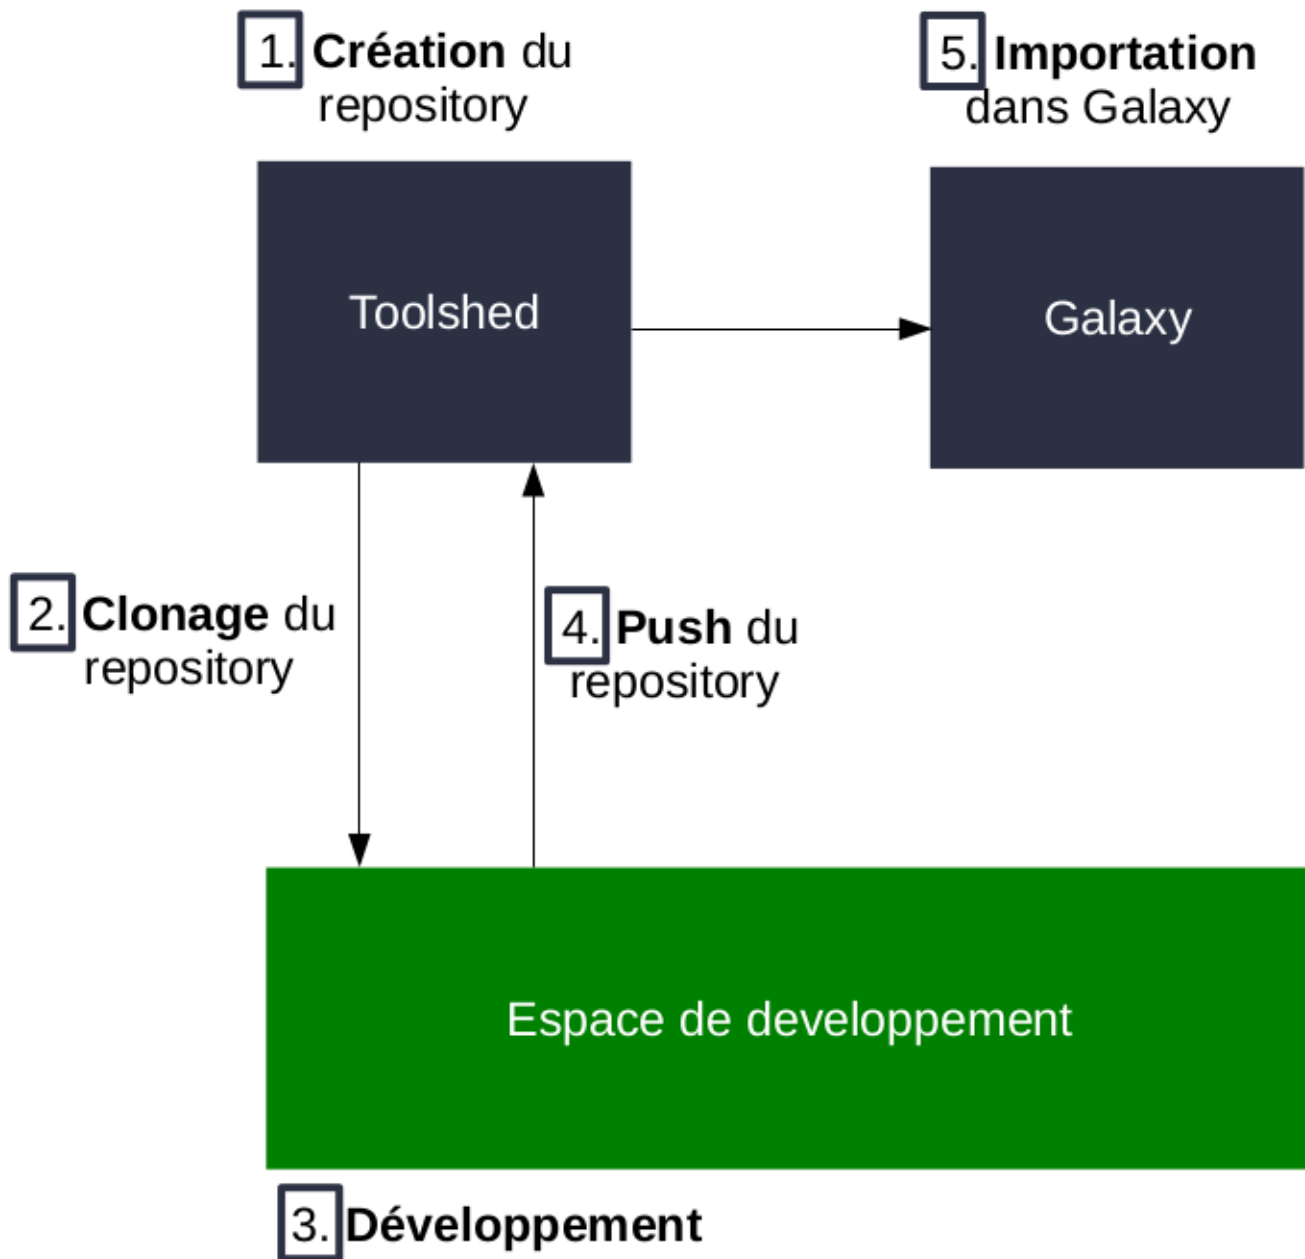 1. Création du
repository
5. Importation
dans Galaxy
Toolshed
Galaxy
2. Clonage du
repository
4. Push du
repository
Espace de developpement
3. Développement